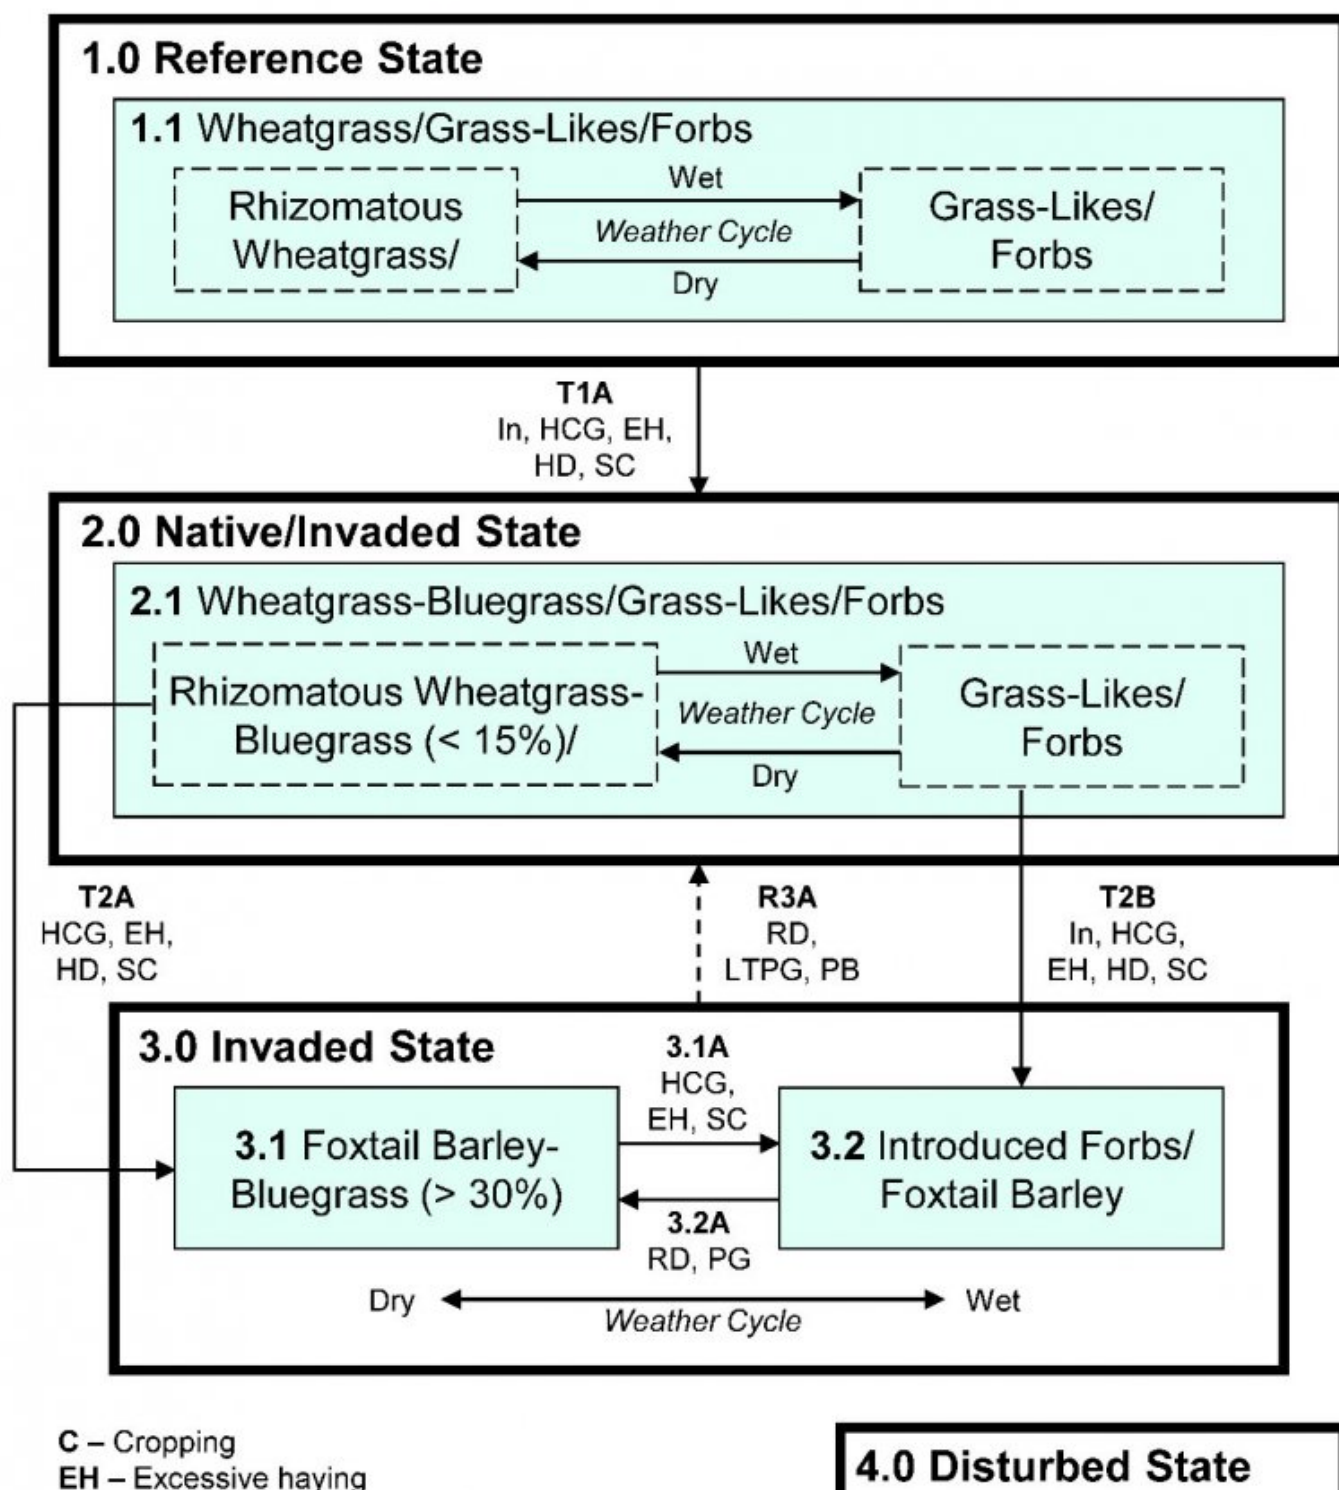 1.0 Reference State
1.1 Wheatgrass/Grass-Likes/Forbs
Rhizomatous
Wheatgrass/
Wet
Weather Cycle
Dry
Grass-Likes/
Forbs
T1A
In, HCG, EH,
HD, SC
2.0 Native/Invaded State
2.1 Wheatgrass-Bluegrass/Grass-Likes/Forbs
Rhizomatous Wheatgrass-
Bluegrass (< 15%)/
Wet
Weather Cycle
Dry
Grass-Likes/
Forbs
T2A
HCG, EH,
HD, SC
R3A
RD,
LTPG, PB
T2B
In, HCG,
EH, HD, SC
3.0 Invaded State
3.1 Foxtail Barley-
Bluegrass (> 30%)
3.1A
HCG,
EH, SC
3.2A
RD, PG
3.2 Introduced Forbs/
Foxtail Barley
Dry
Weather Cycle
Wet
C – Cropping
EH – Excessive haying
4.0 Disturbed State